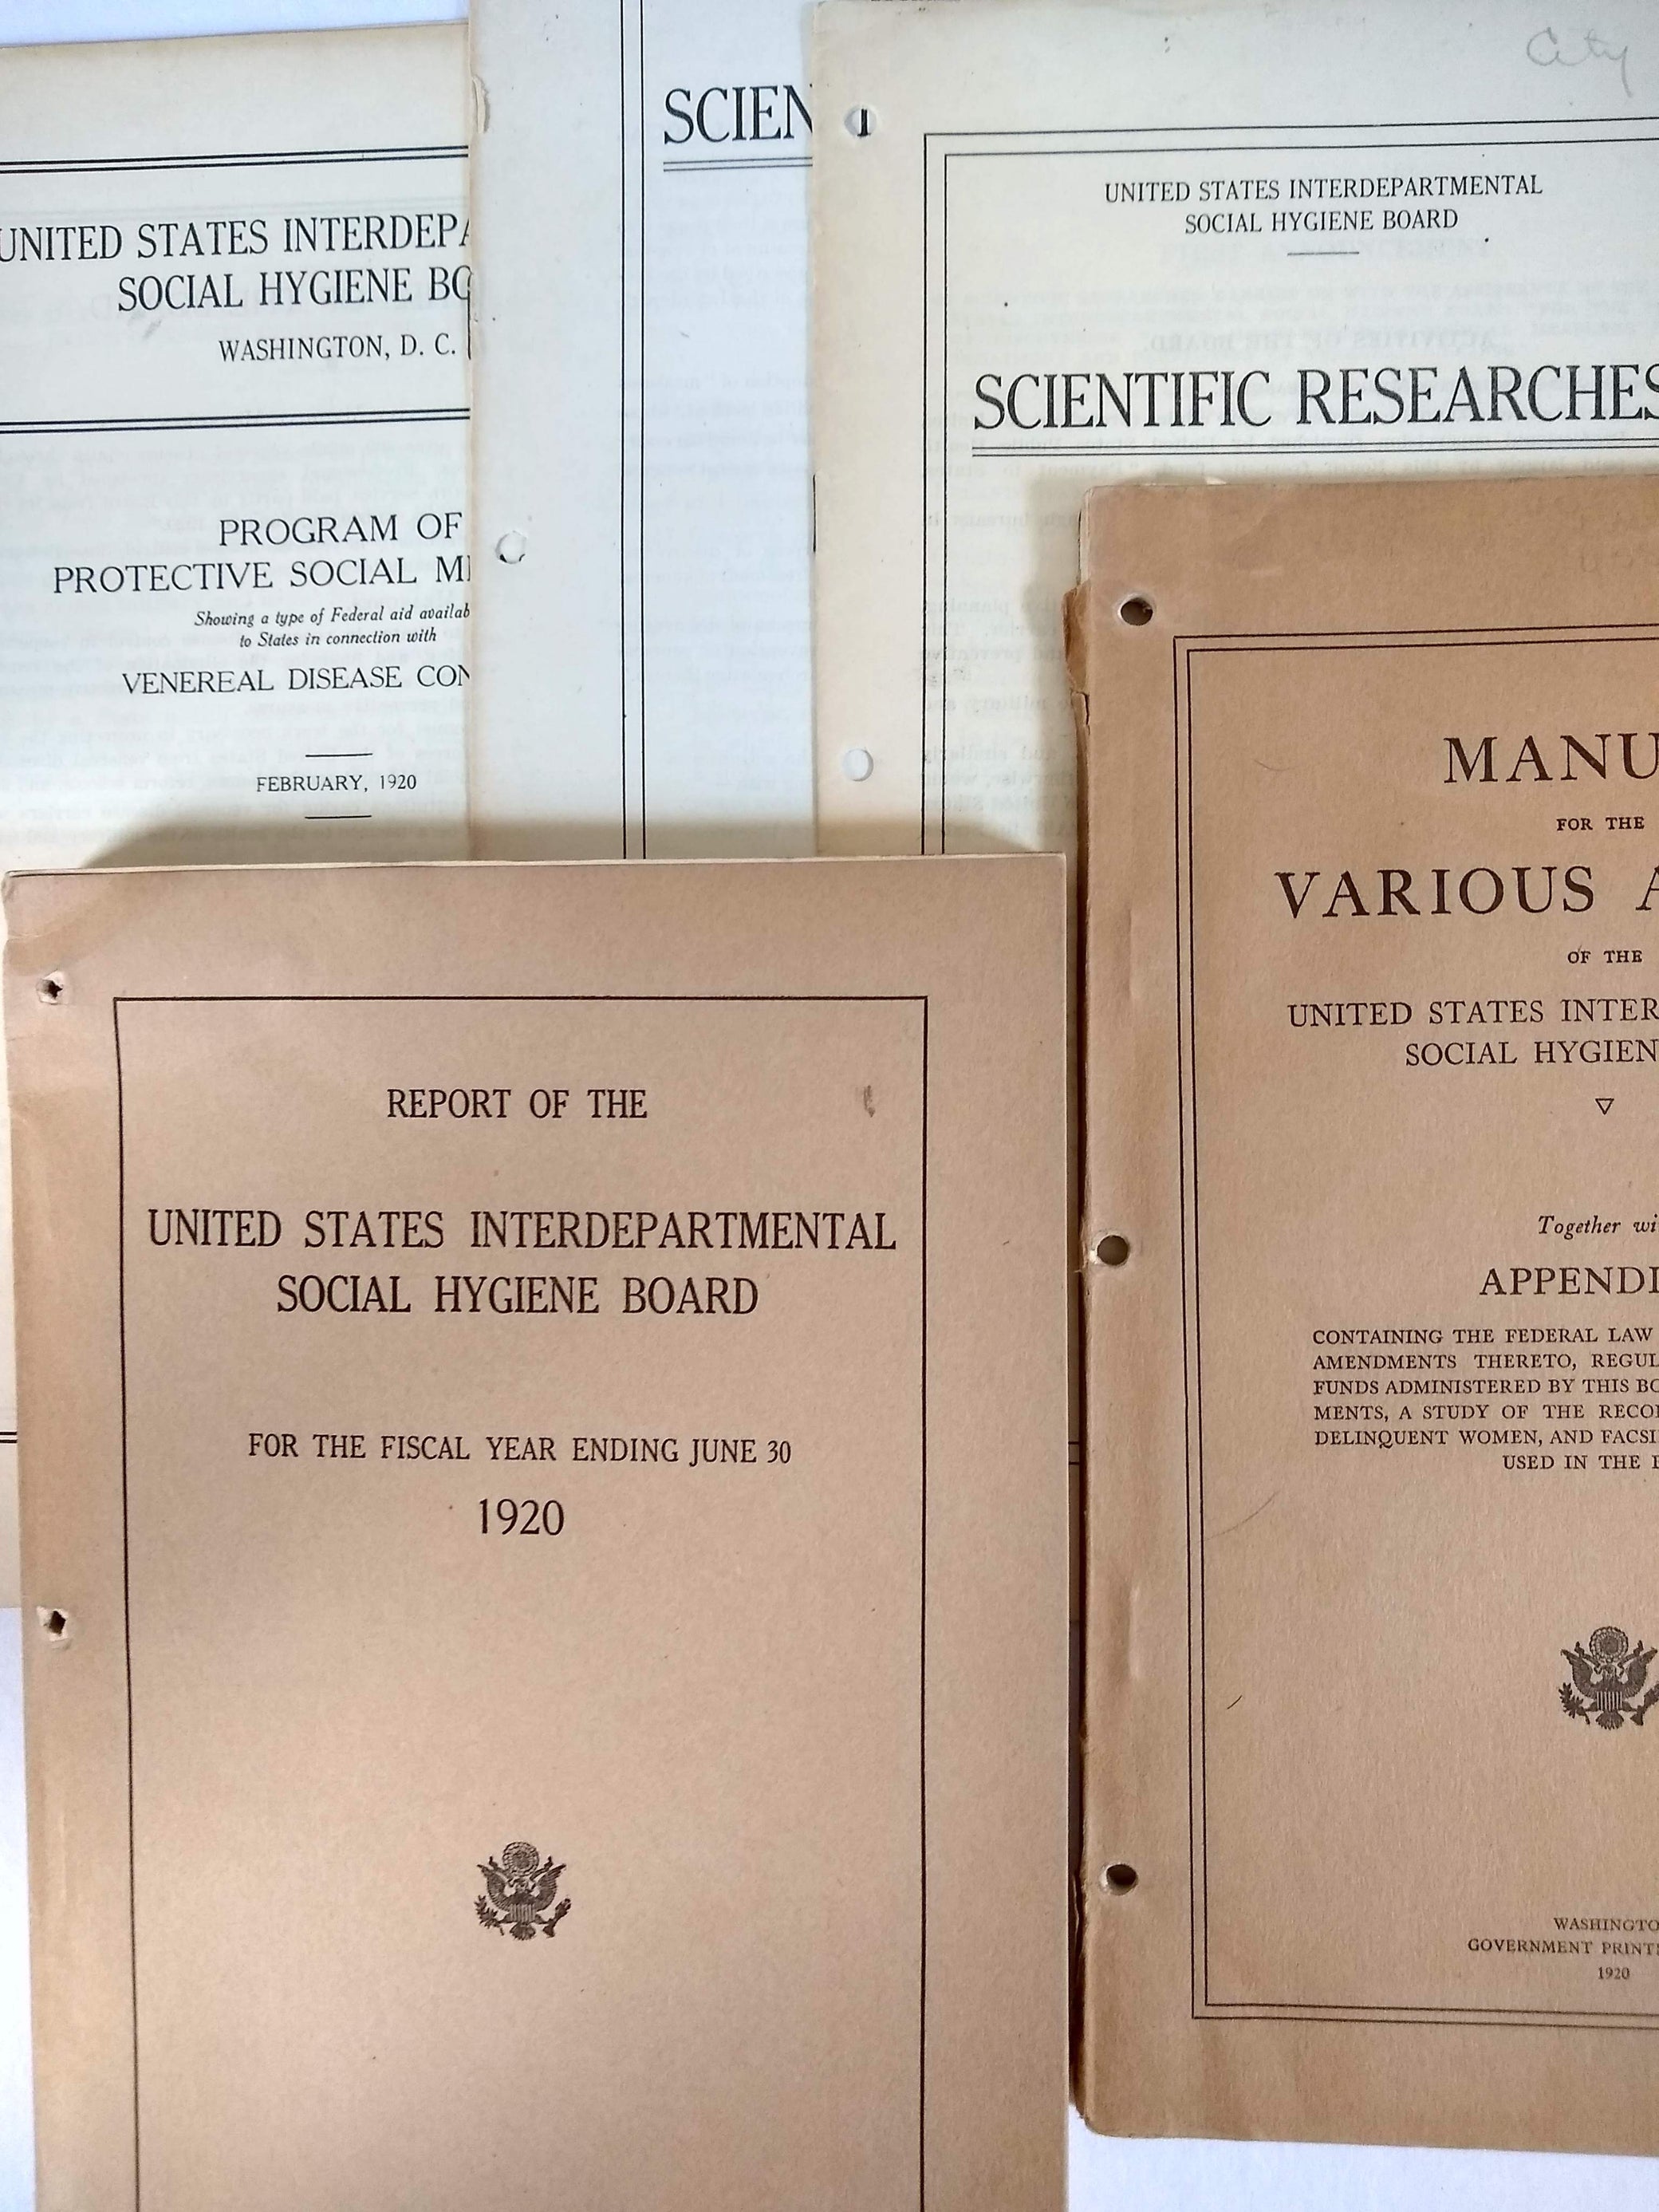 UNITED STATES INTERDEPA
SOCIAL HYGIENE BO
WASHINGTON, D. C.
PROGRAM OF
PROTECTIVE SOCIAL ME
Showing a type of Federal aid availab
to States in connection with
VENEREAL DISEASE CON
FEBRUARY, 1920
SCIEN
City
UNITED STATES INTERDEPARTMENTAL
SOCIAL HYGIENE BOARD
SCIENTIFIC RESEARCHES
MANU
FOR THE
VARIOUS A
OF THE
UNITED STATES INTER
SOCIAL HYGIEN
Together wi
APPENDI
CONTAINING THE FEDERAL LAW
AMENDMENTS THERETO, REGUL
FUNDS ADMINISTERED BY THIS BO
MENTS, A STUDY OF THE RECO
DELINQUENT WOMEN, AND FACSI
USED IN THE
WASHINGTO
GOVERNMENT PRINT
1920
REPORT OF THE
UNITED STATES INTERDEPARTMENTAL
SOCIAL HYGIENE BOARD
FOR THE FISCAL YEAR ENDING JUNE 30
1920